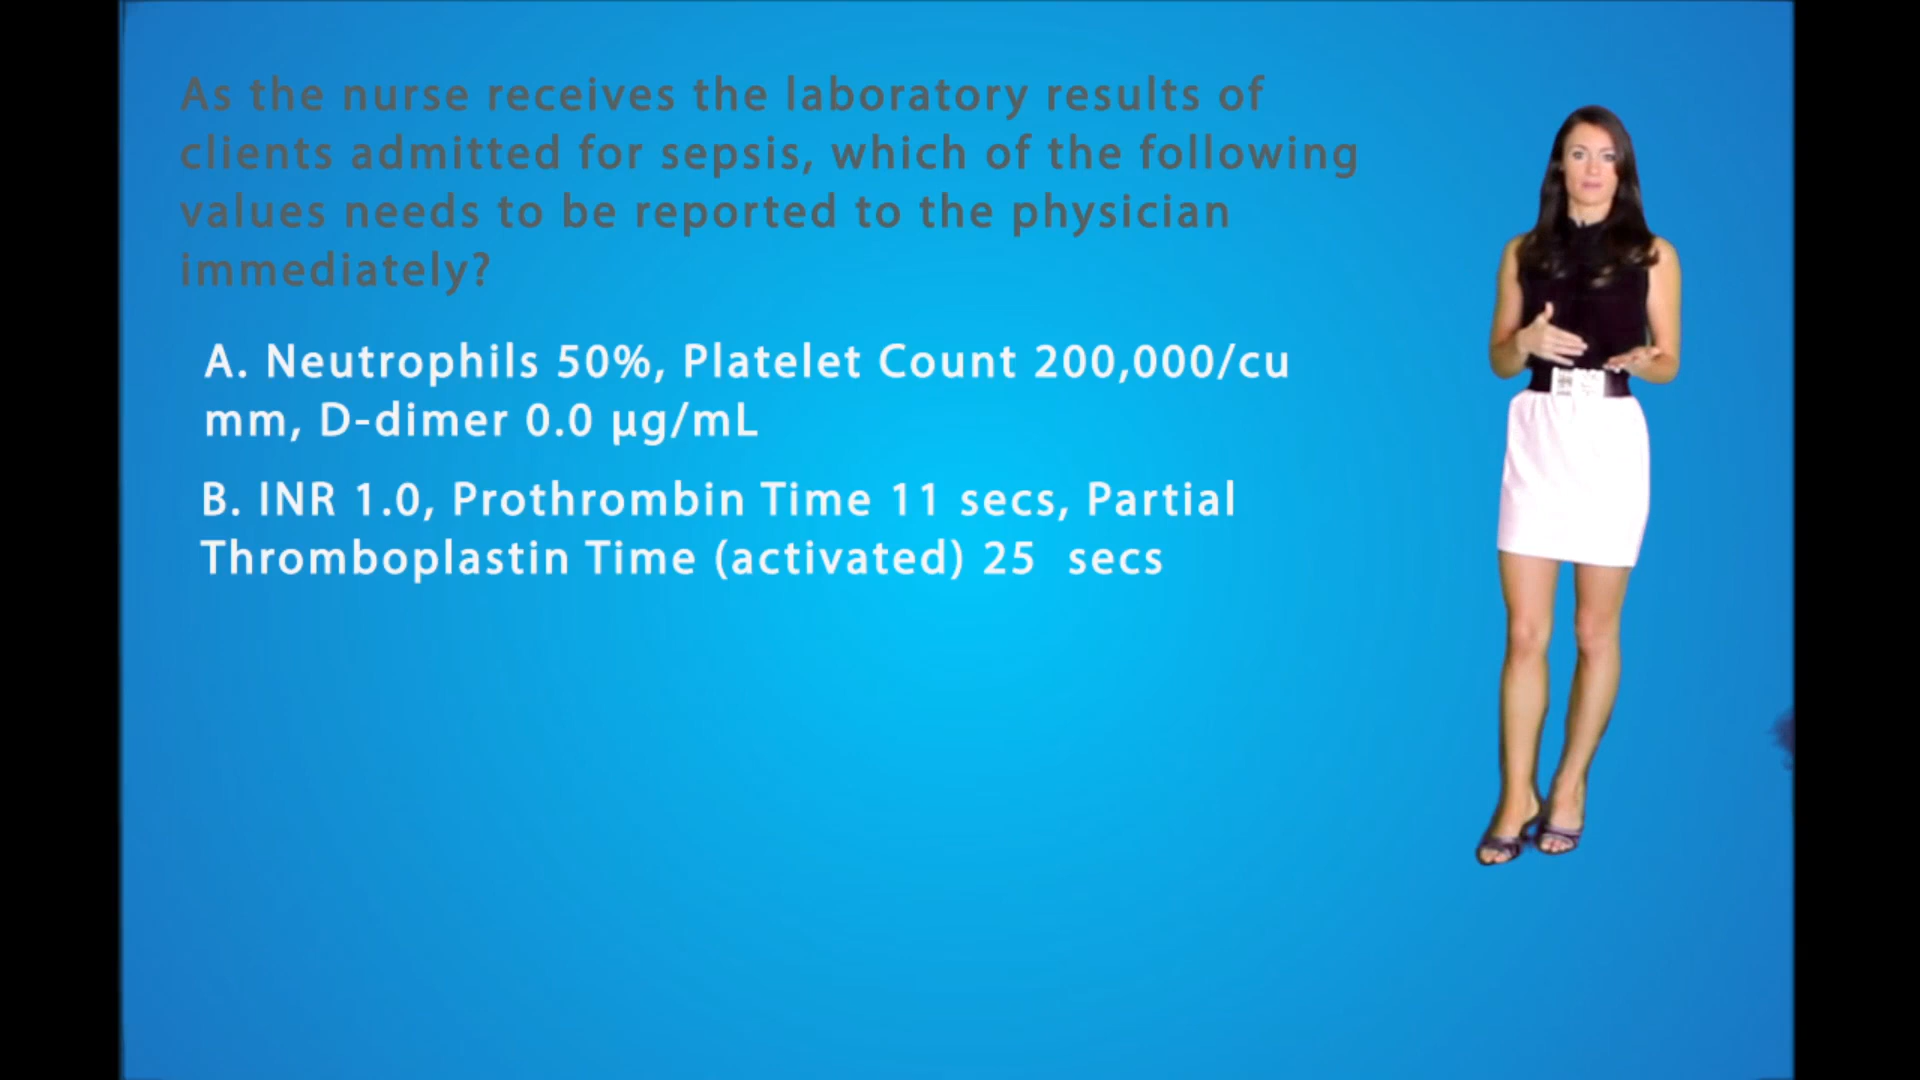 As the nurse receives the laboratory results of
clients admitted for sepsis, which of the following
values needs to be reported to the physician
immediately?
A. Neutrophils 50%, Platelet Count 200,000/cu
mm, D-dimer 0.0 µg/mL
B. INR 1.0, Prothrombin Time 11 secs, Partial
Thromboplastin Time (activated) 25 secs